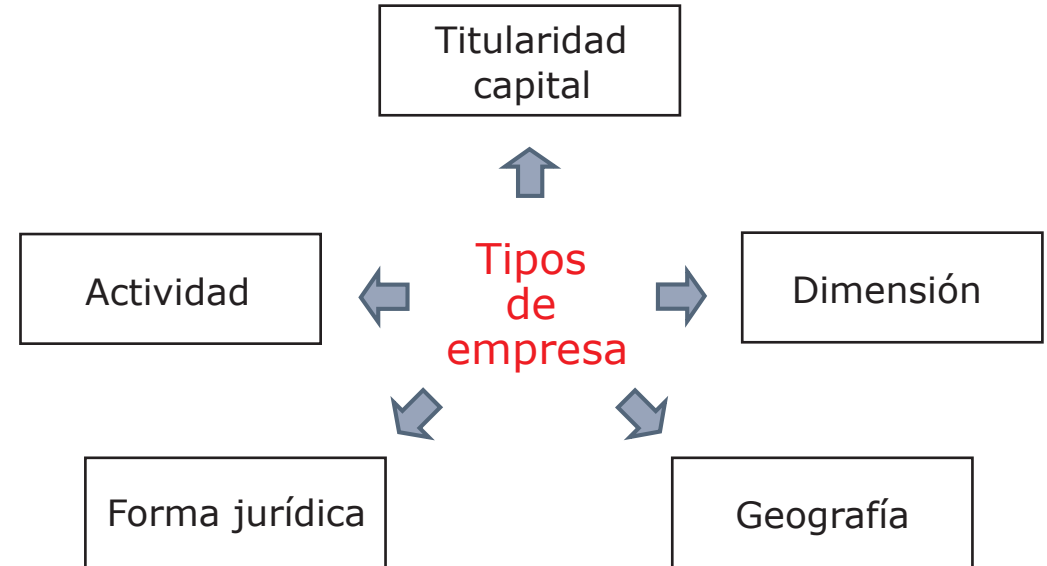 Titularidad
capital
Actividad
Tipos
de
empresa
Dimensión
Forma jurídica
Geografía